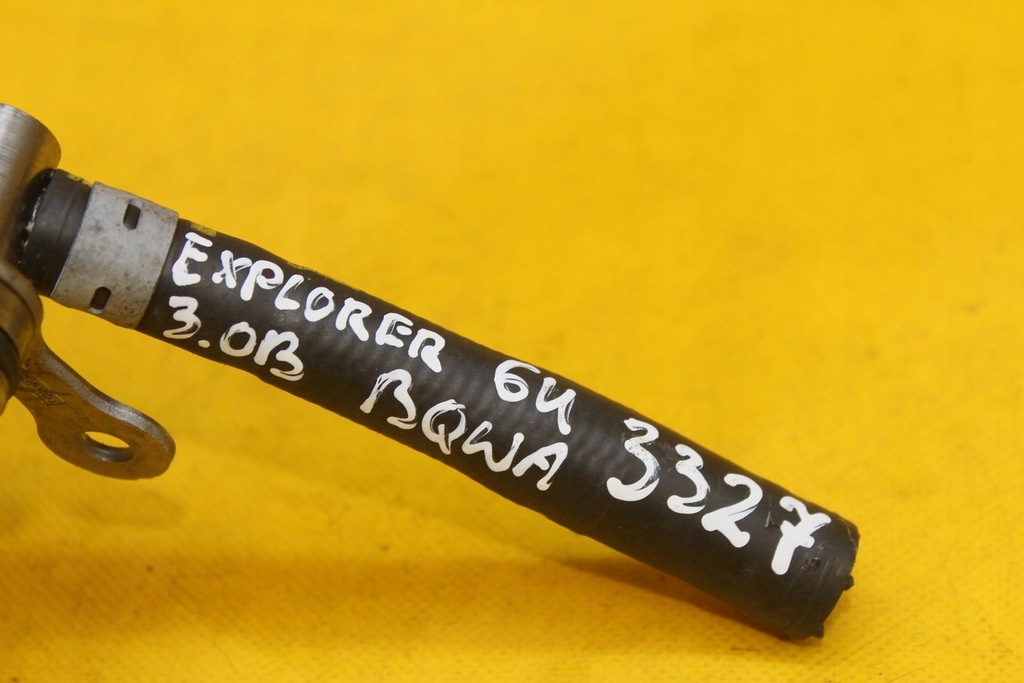 EXPLORER 6U 3327
3.0B BQWA